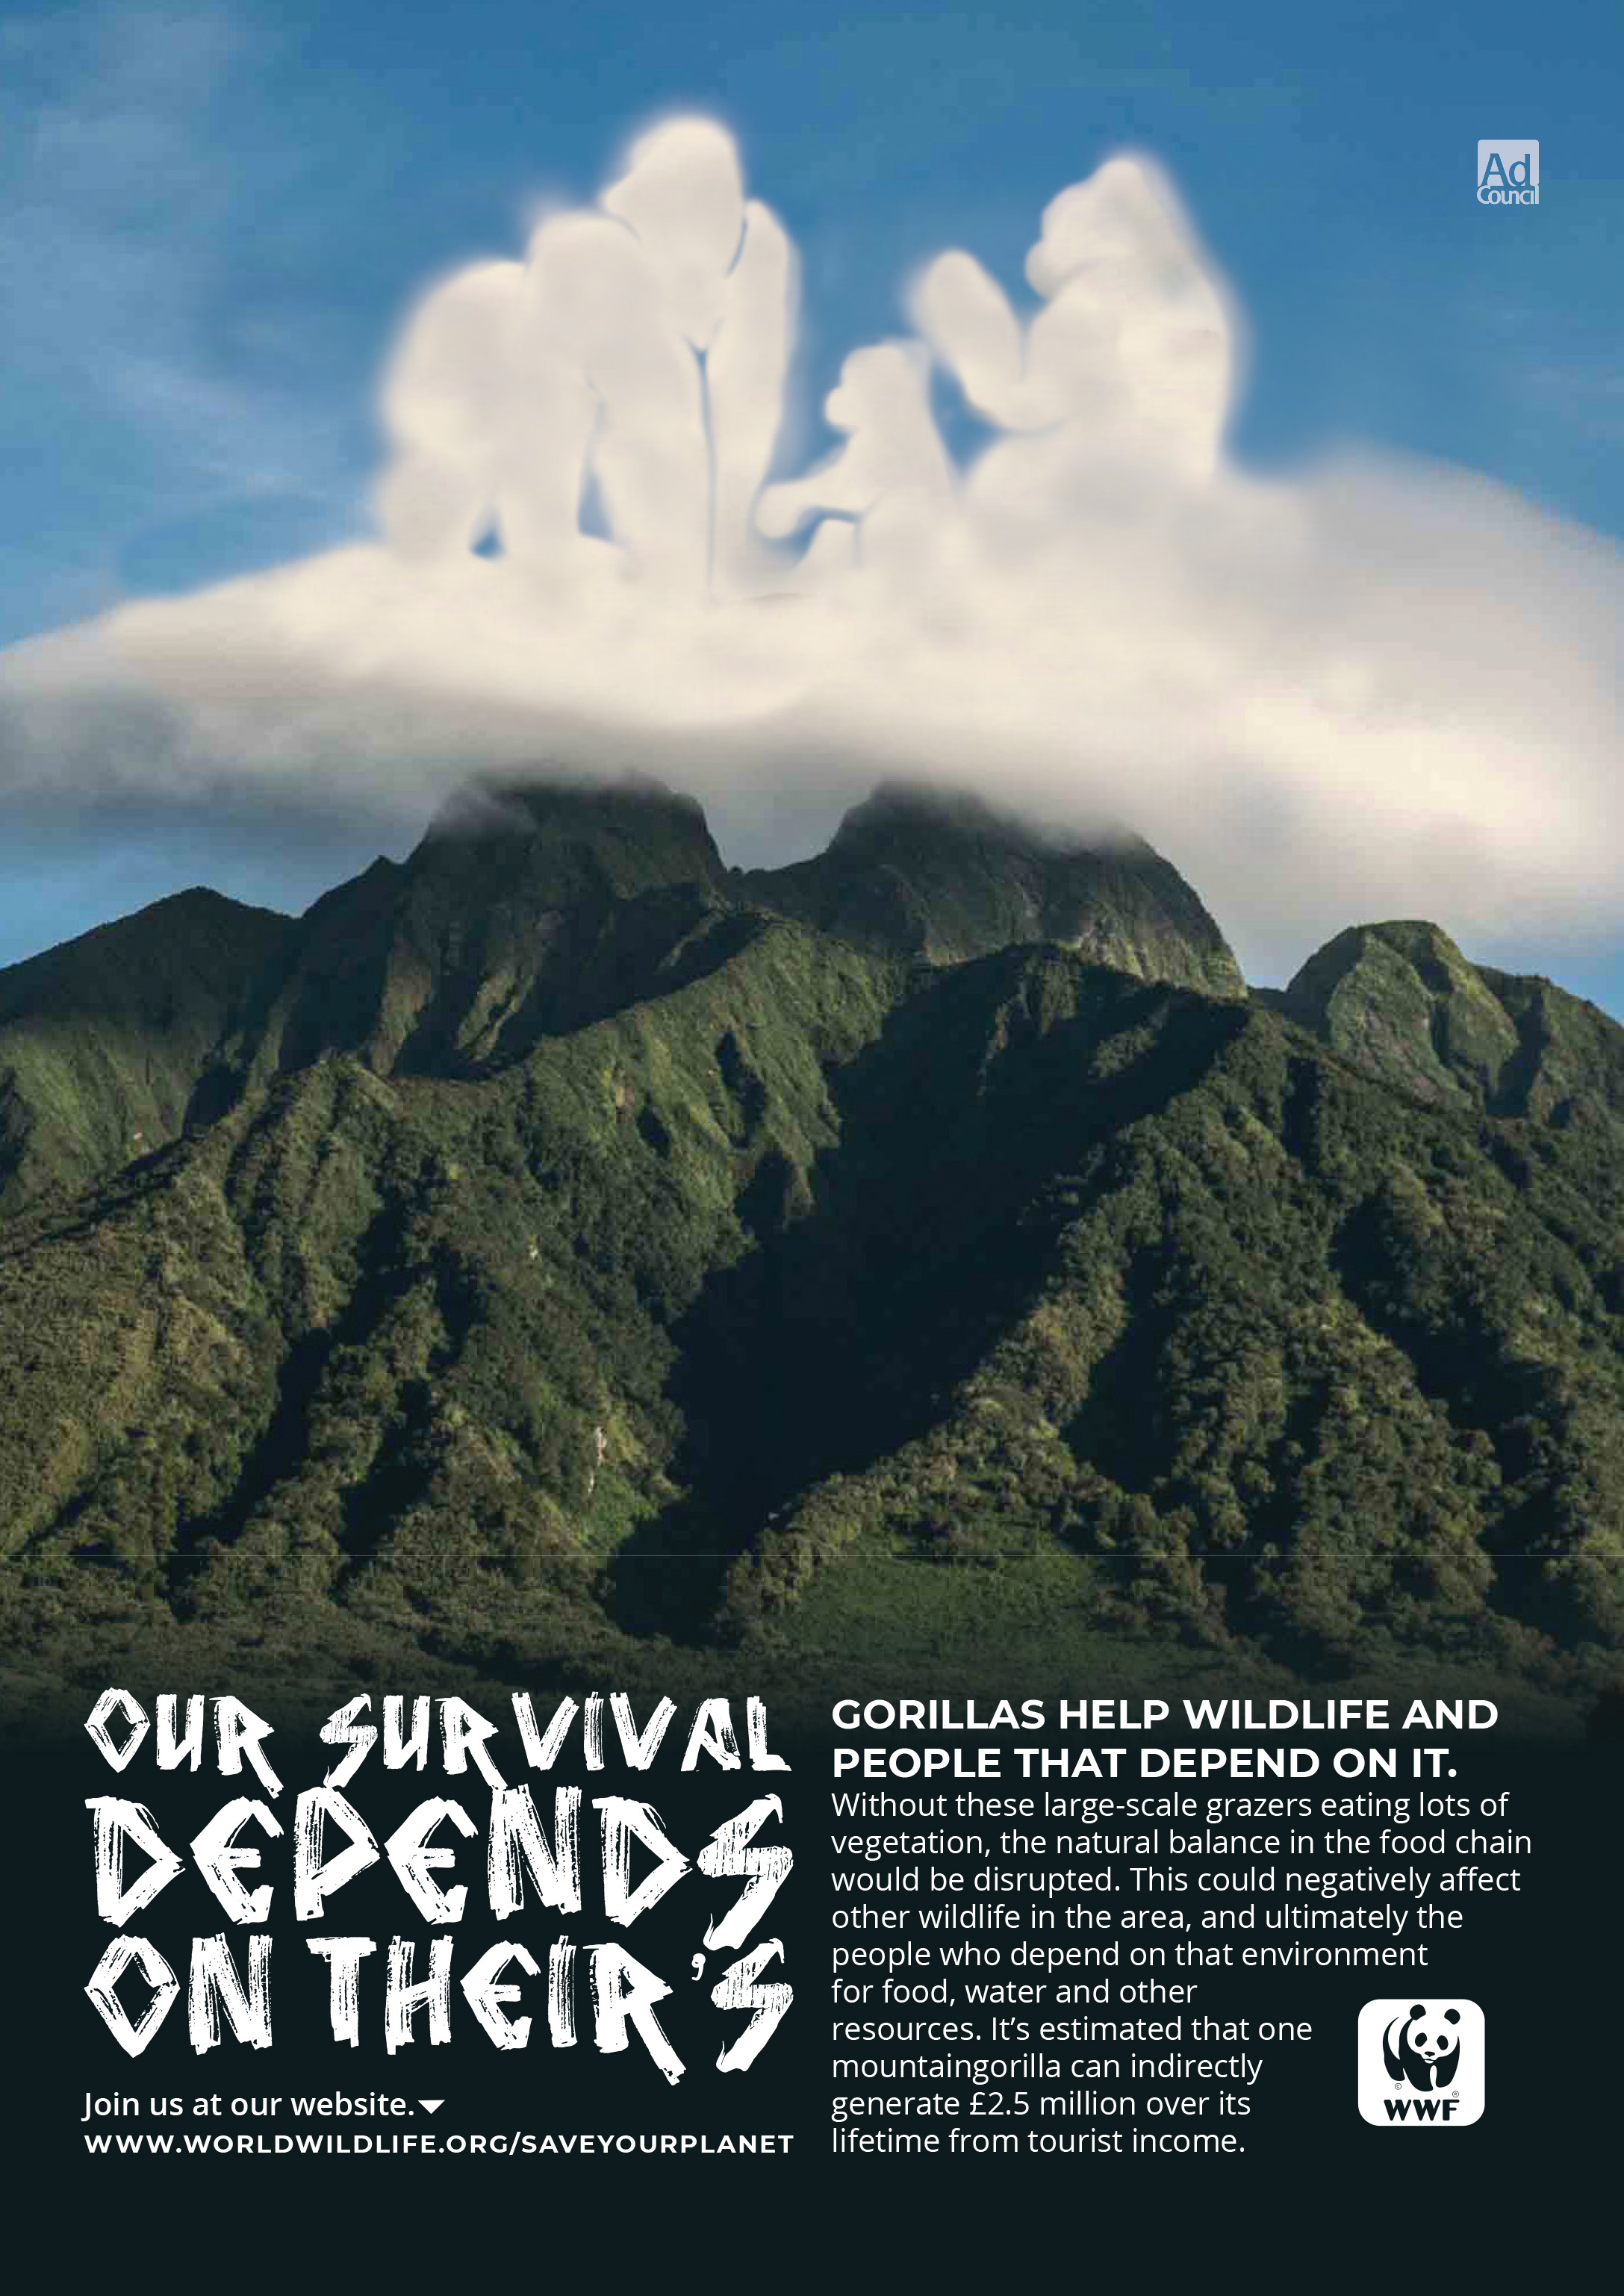 Ad
Council
OUR SURVIVAL
DEPENDS
ON THEIR'S
Join us at our website.
WWW.WORLDWILDLIFE.ORG/SAVEYOURPLANET
GORILLAS HELP WILDLIFE AND
PEOPLE THAT DEPEND ON IT.
Without these large-scale grazers eating lots of
vegetation, the natural balance in the food chain
would be disrupted. This could negatively affect
other wildlife in the area, and ultimately the
people who depend on that environment
for food, water and other
resources. It’s estimated that one
mountaingorilla can indirectly
generate £2.5 million over its
lifetime from tourist income.
©
®
WWF